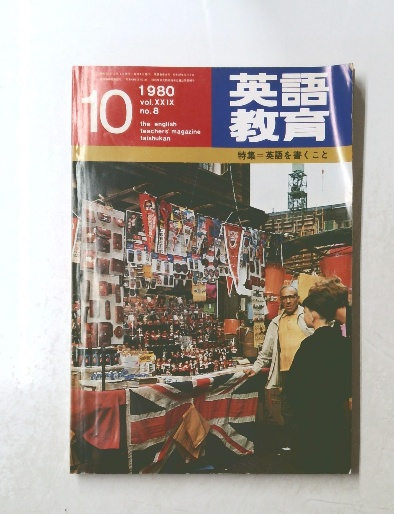 10
1980
vol.XXIX
no.8
the english
teachers' magazine
taishukan
英語
教育
特集=英語を書くこと